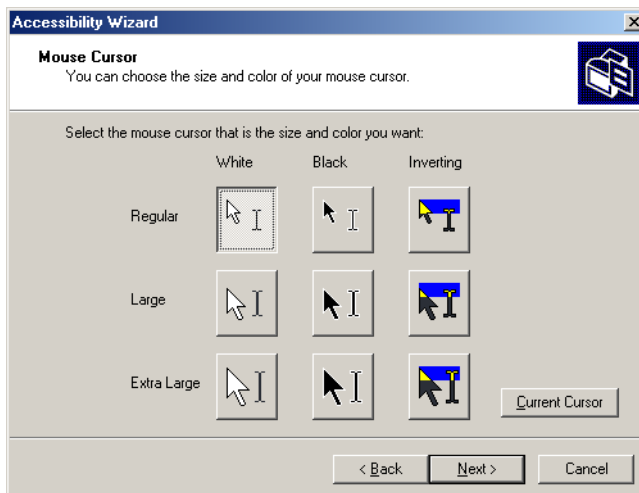 Accessibility Wizard
Mouse Cursor
You can choose the size and color of your mouse cursor.
Select the mouse cursor that is the size and color you want:
White Black Inverting
Regular
Large
Extra Large
Current Cursor
< Back Next > Cancel